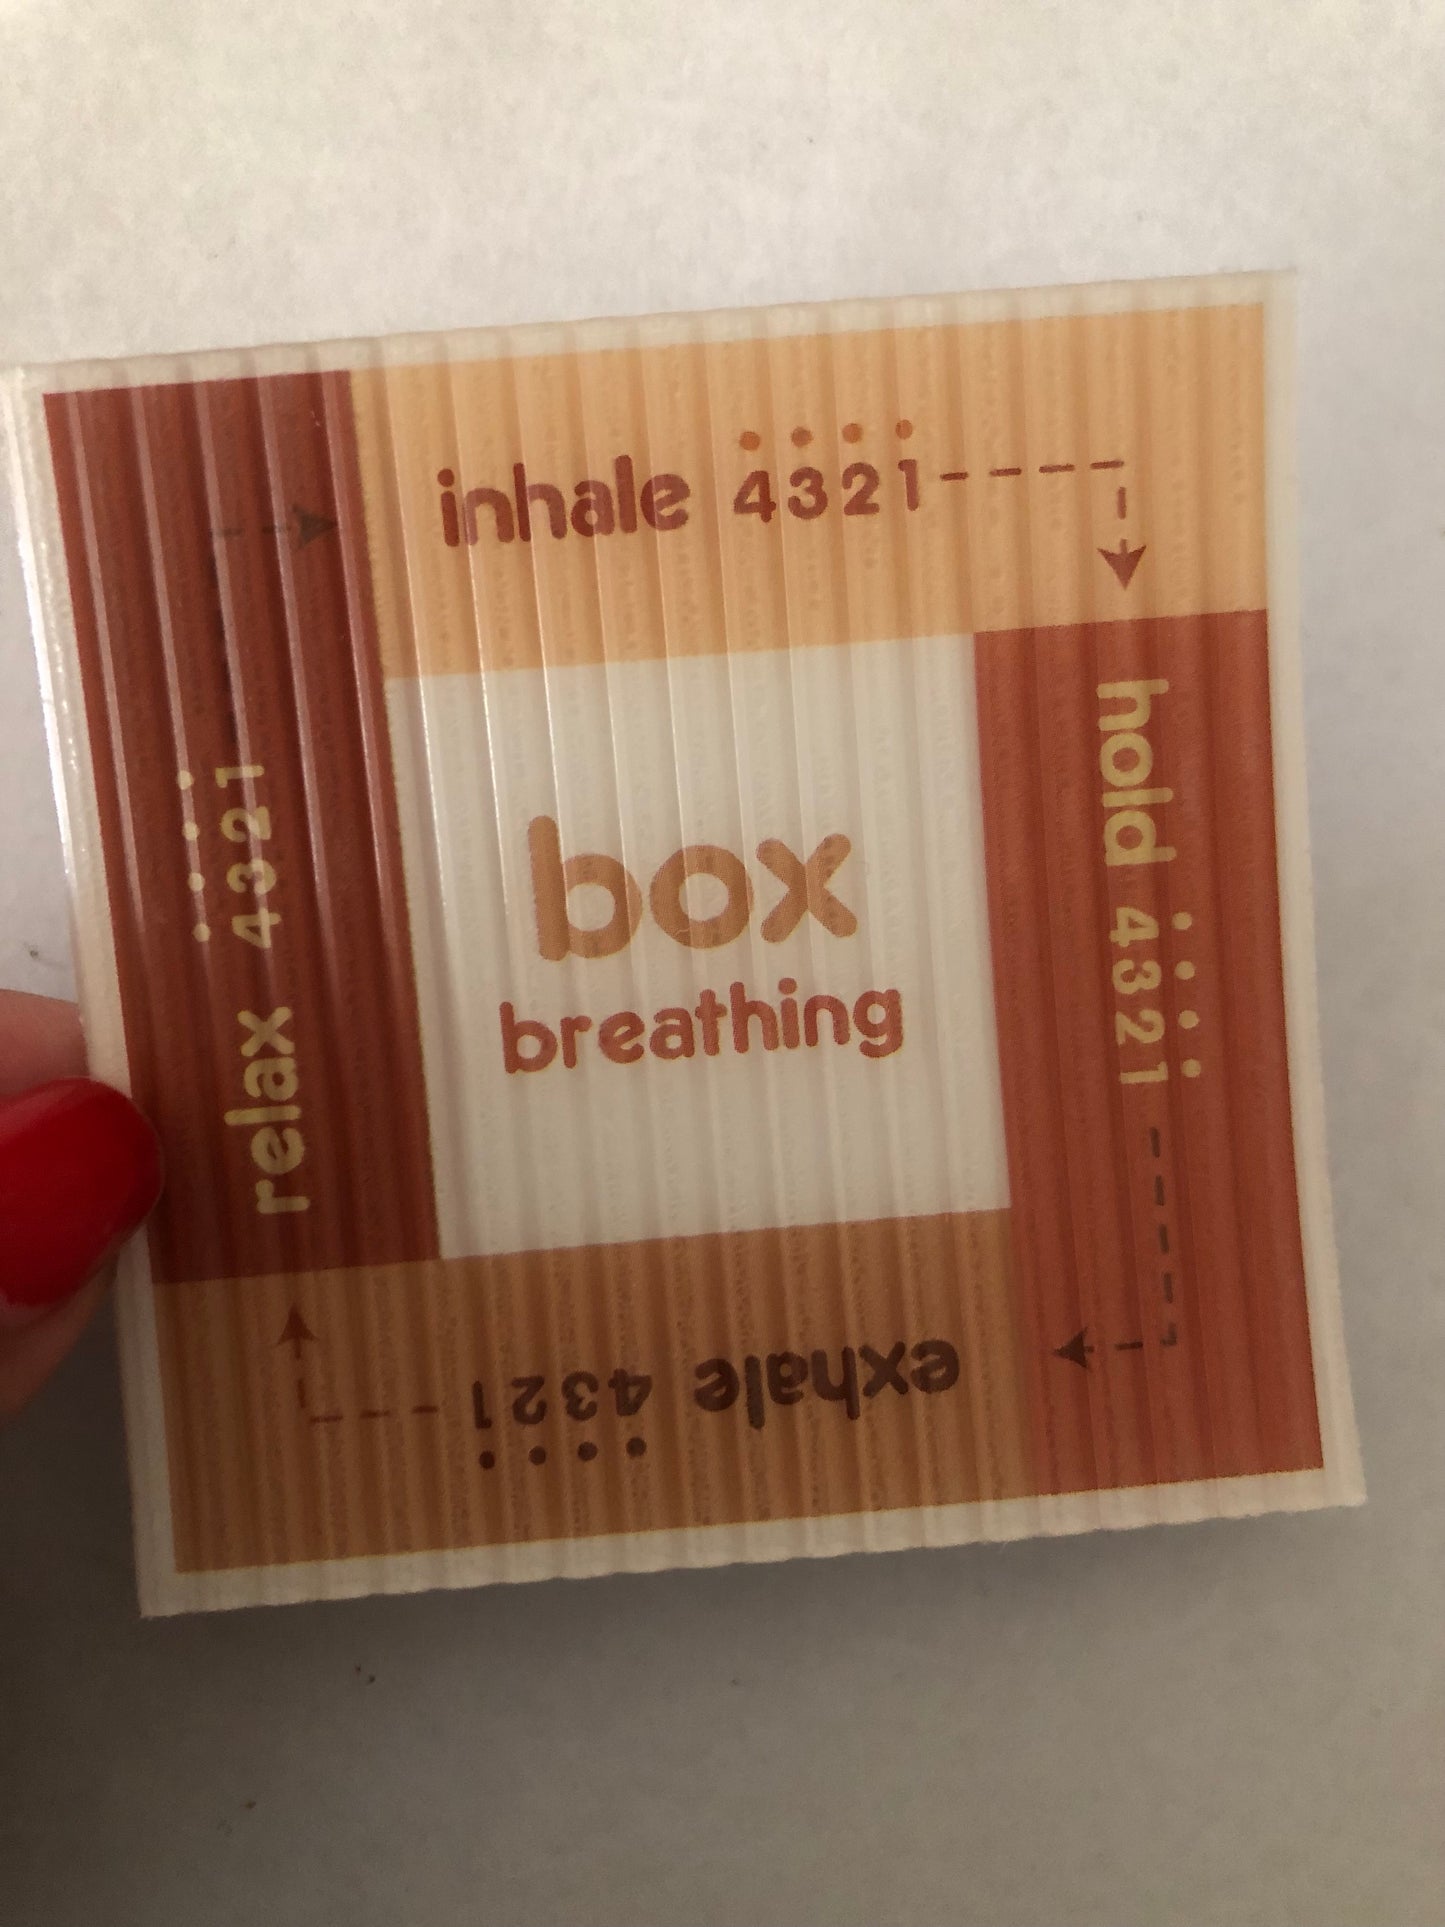 inhale 4321
hold 4321
exhale 4321
relax 4321
box
breathing